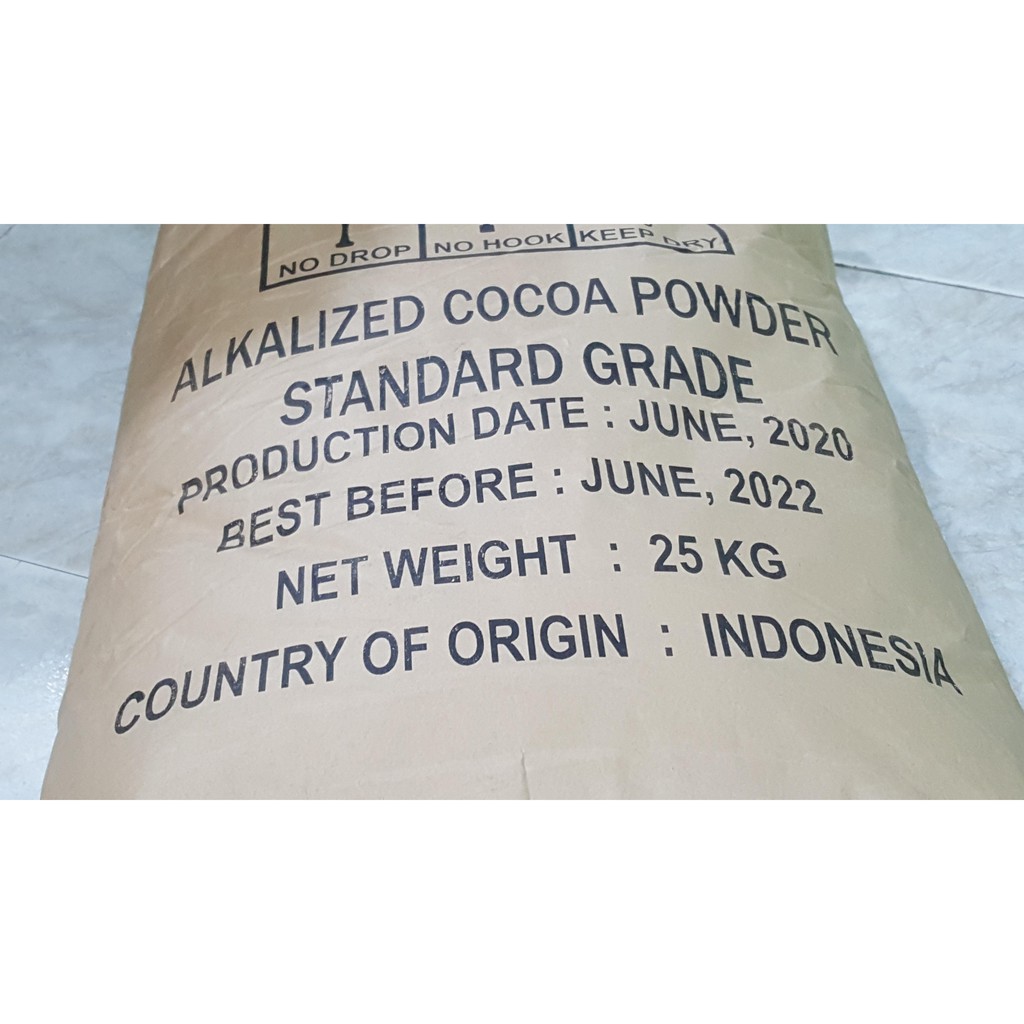 NO DROP NO HOOK KEEP DRY
ALKALIZED COCOA POWDER
STANDARD GRADE
PRODUCTION DATE : JUNE, 2020
BEST BEFORE : JUNE, 2022
NET WEIGHT : 25 KG
COUNTRY OF ORIGIN : INDONESIA